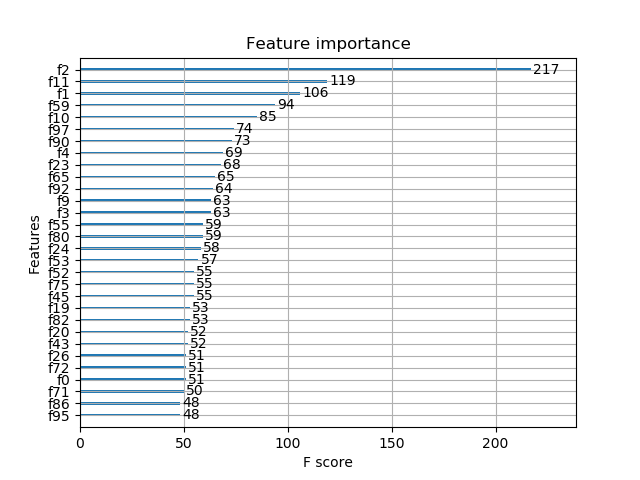 Feature importance
f2 217
f11 119
f1 106
f59 94
f10 85
f97 74
f90 73
f4 69
f23 68
f65 65
f92 64
f9 63
f3 63
f55 59
f80 59
f24 58
f53 57
f52 55
f75 55
f45 55
f19 53
f82 53
f20 52
f43 52
f26 51
f72 51
f0 51
f71 50
f86 48
f95 48
Features
0 50 100 150 200
F score